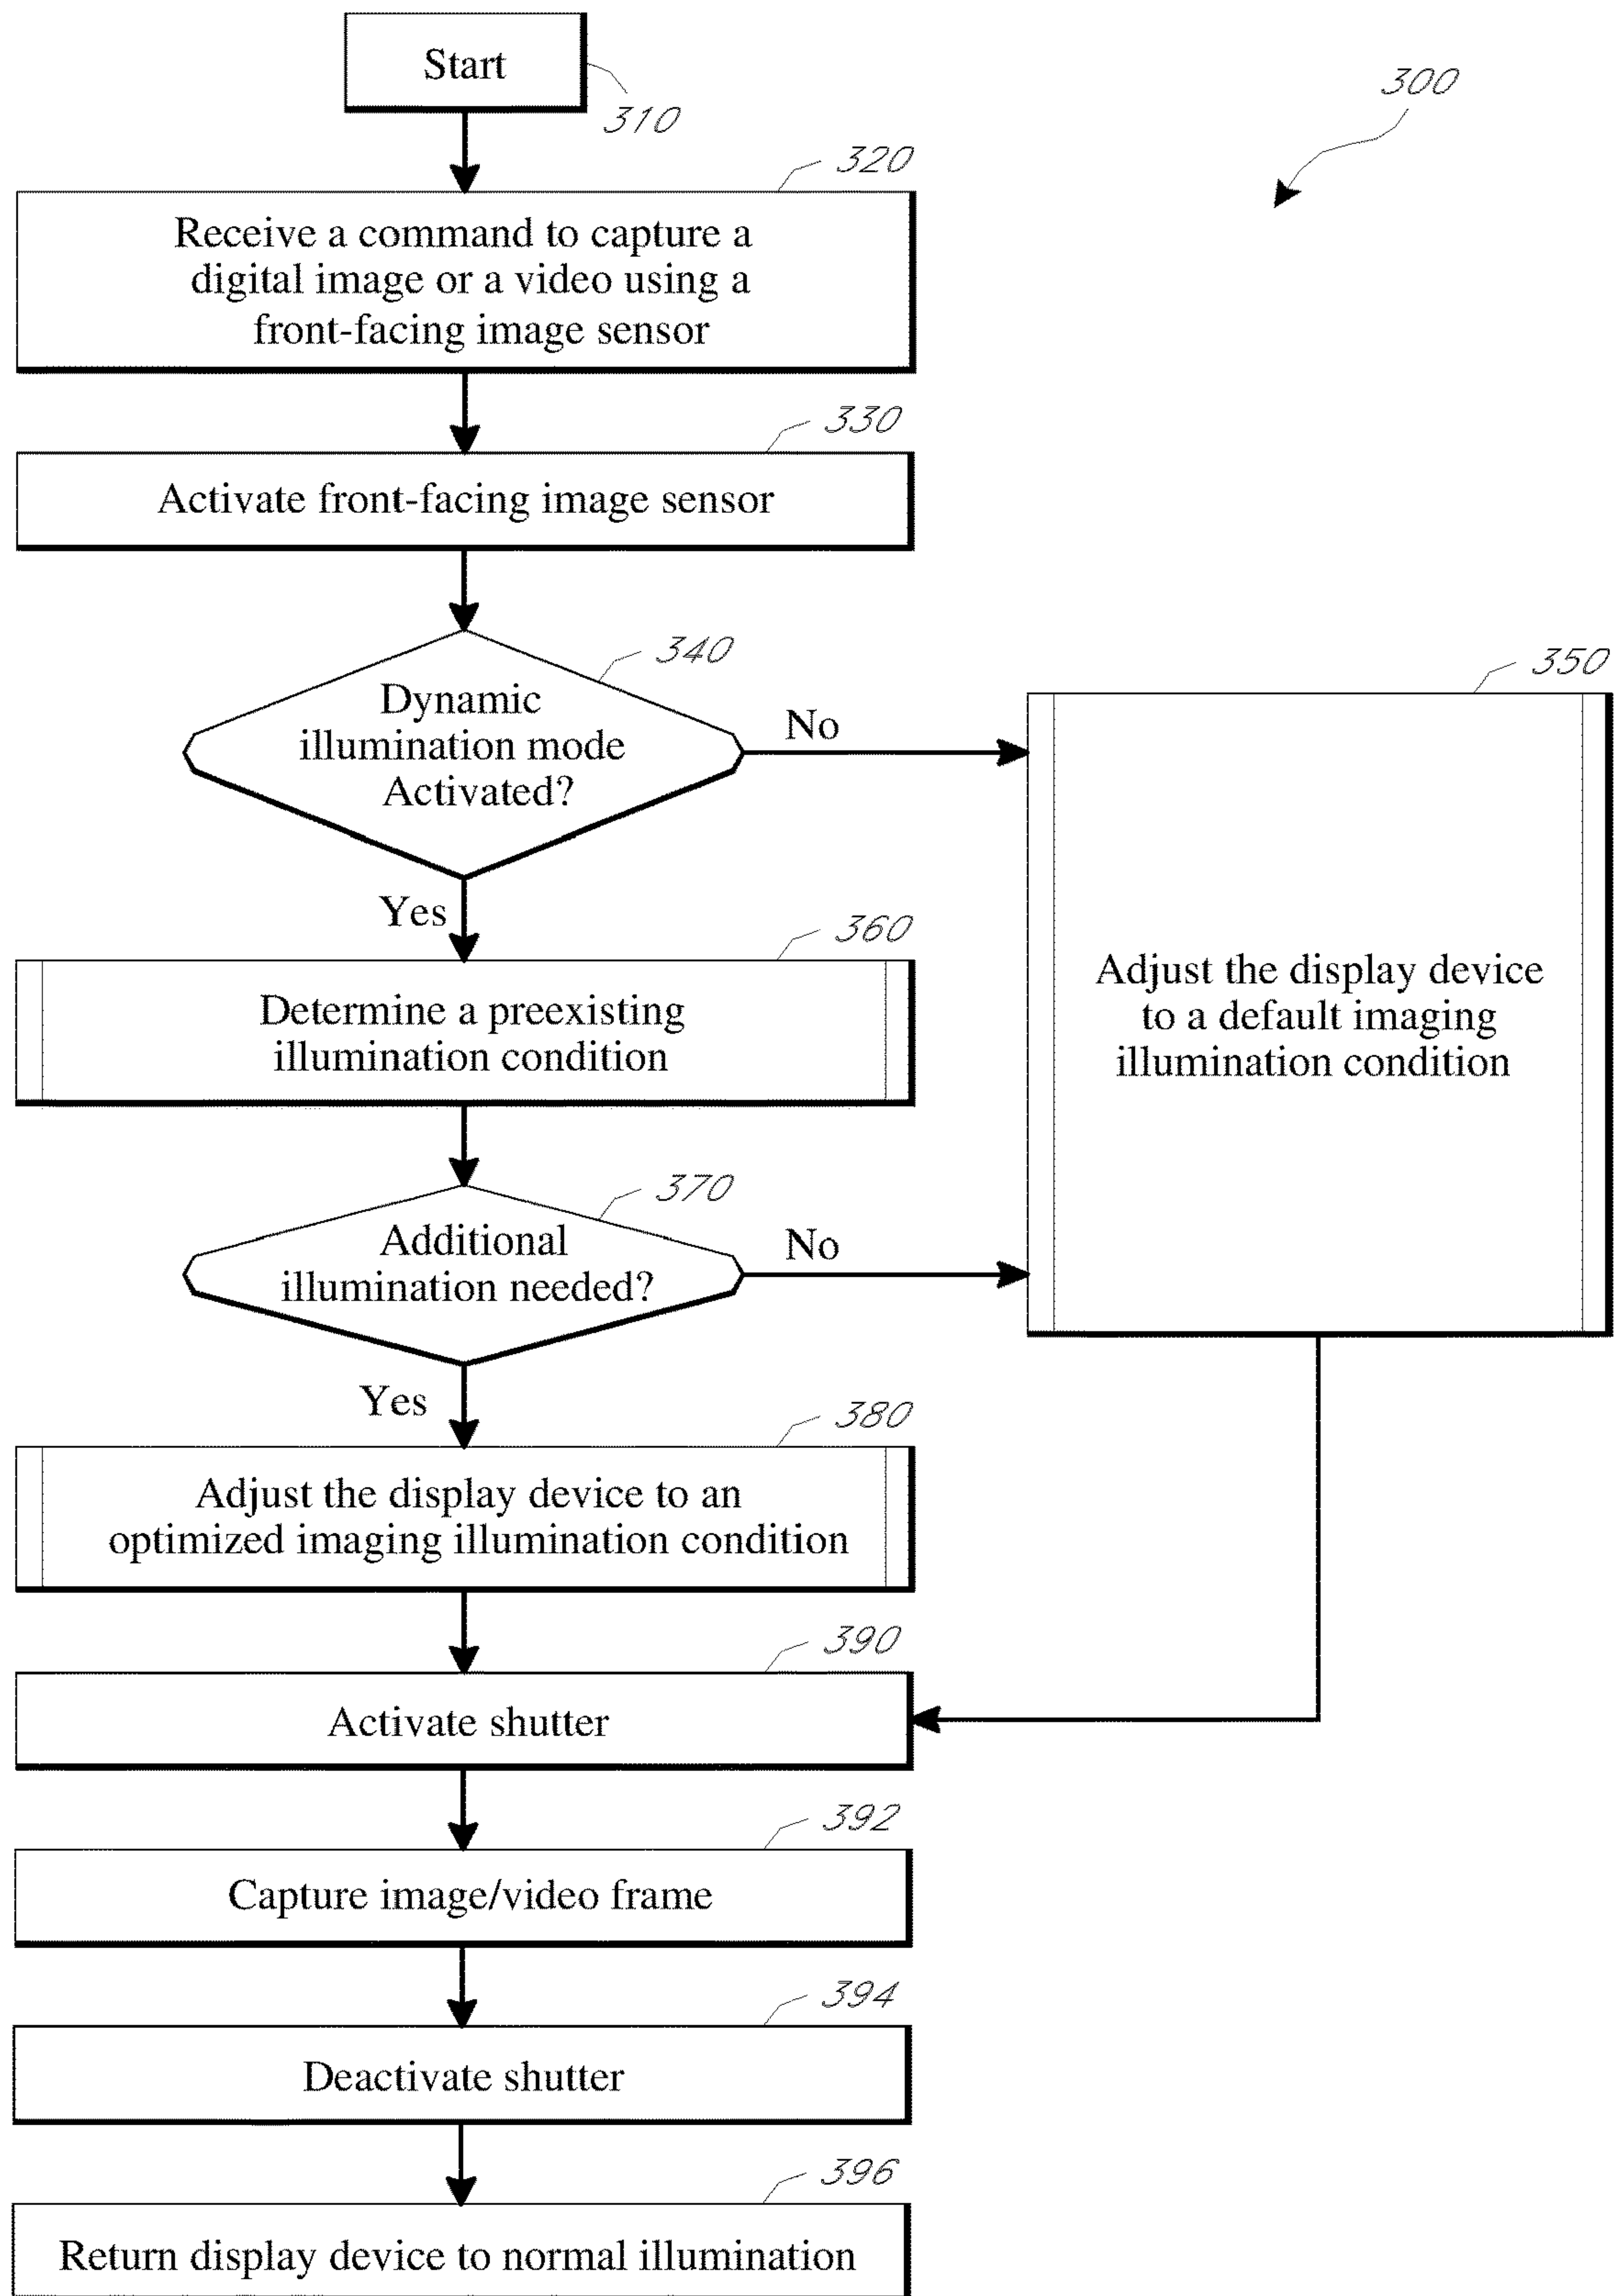 Start
310
300
320
Receive a command to capture a
digital image or a video using a
front-facing image sensor
330
Activate front-facing image sensor
340
Dynamic
illumination mode
Activated?
No
Yes
350
Adjust the display device
to a default imaging
illumination condition
360
Determine a preexisting
illumination condition
370
Additional
illumination needed?
No
Yes
380
Adjust the display device to an
optimized imaging illumination condition
390
Activate shutter
392
Capture image/video frame
394
Deactivate shutter
396
Return display device to normal illumination